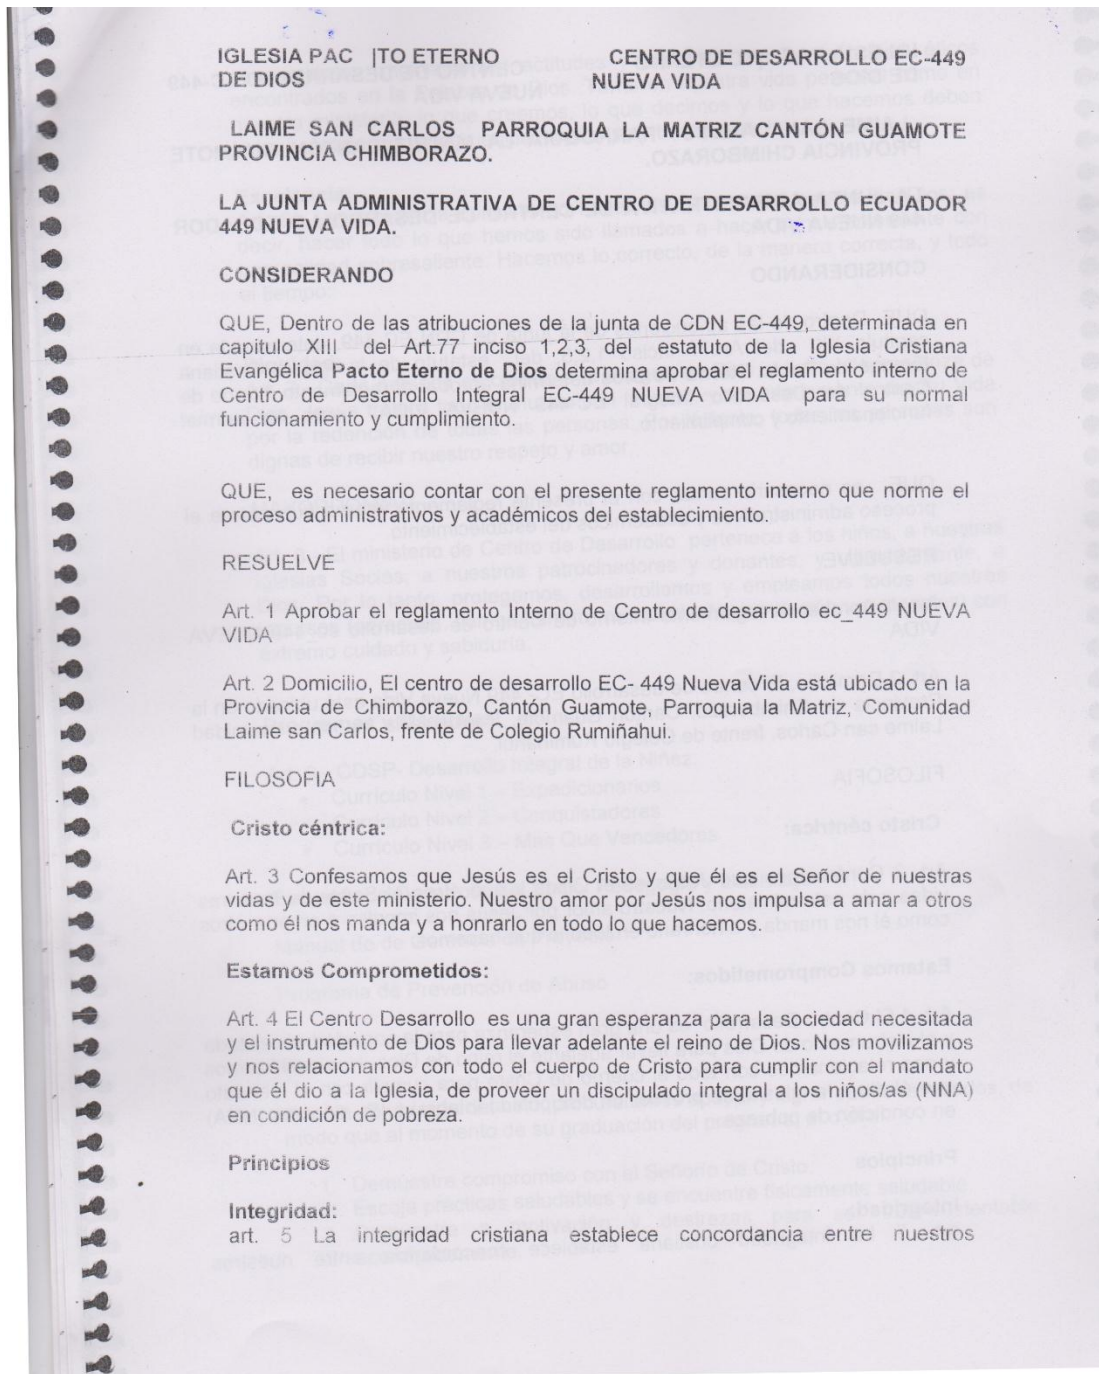 IGLESIA PAC |TO ETERNO CENTRO DE DESARROLLO EC-449
DE DIOS NUEVA VIDA
LAIME SAN CARLOS PARROQUIA LA MATRIZ CANTÓN GUAMOTE
PROVINCIA CHIMBORAZO.
LA JUNTA ADMINISTRATIVA DE CENTRO DE DESARROLLO ECUADOR
449 NUEVA VIDA.
CONSIDERANDO
QUE, Dentro de las atribuciones de la junta de CDN EC-449, determinada en
capitulo XIII del Art.77 inciso 1,2,3, del estatuto de la Iglesia Cristiana
Evangélica Pacto Eterno de Dios determina aprobar el reglamento interno de
Centro de Desarrollo Integral EC-449 NUEVA VIDA para su normal
funcionamiento y cumplimiento.
QUE, es necesario contar con el presente reglamento interno que norme el
proceso administrativos y académicos del establecimiento.
RESUELVE
Art. 1 Aprobar el reglamento Interno de Centro de desarrollo ec_449 NUEVA
VIDA
Art. 2 Domicilio, El centro de desarrollo EC- 449 Nueva Vida está ubicado en la
Provincia de Chimborazo, Cantón Guamote, Parroquia la Matriz, Comunidad
Laime san Carlos, frente de Colegio Rumiñahui.
FILOSOFIA
Cristo céntrica:
Art. 3 Confesamos que Jesús es el Cristo y que él es el Señor de nuestras
vidas y de este ministerio. Nuestro amor por Jesús nos impulsa a amar a otros
como él nos manda y a honrarlo en todo lo que hacemos.
Estamos Comprometidos:
Art. 4 El Centro Desarrollo es una gran esperanza para la sociedad necesitada
y el instrumento de Dios para llevar adelante el reino de Dios. Nos movilizamos
y nos relacionamos con todo el cuerpo de Cristo para cumplir con el mandato
que él dio a la Iglesia, de proveer un discipulado integral a los niños/as (NNA)
en condición de pobreza.
Principios
Integridad:
art. 5 La integridad cristiana establece concordancia entre nuestros